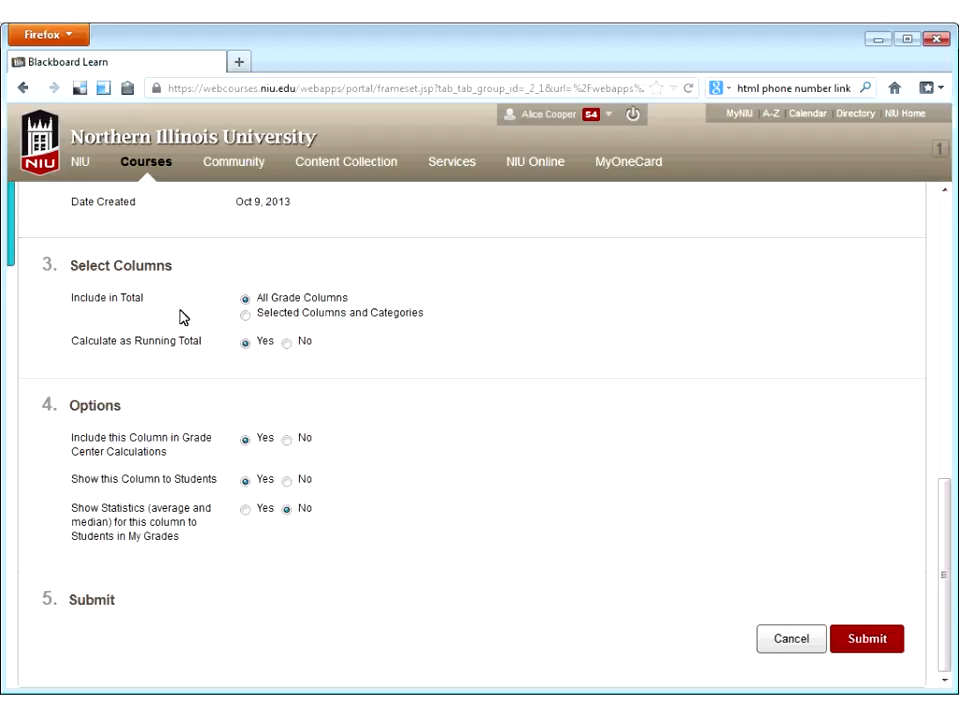 Firefox
Blackboard Learn
https://webcourses.niu.edu/webapps/portal/frameset.jsp?tab_tab_group_id=_2_1&url=%2Fwebapps%
html phone number link
Alice Cooper 54
MyNIU A-Z Calendar Directory NIU Home
Northern Illinois University
NIU
NIU Courses Community Content Collection Services NIU Online MyOneCard
1
Date Created Oct 9, 2013
3. Select Columns
Include in Total All Grade Columns
Selected Columns and Categories
Calculate as Running Total Yes No
4. Options
Include this Column in Grade Yes No
Center Calculations
Show this Column to Students Yes No
Show Statistics (average and Yes No
median) for this column to
Students in My Grades
5. Submit
Cancel Submit